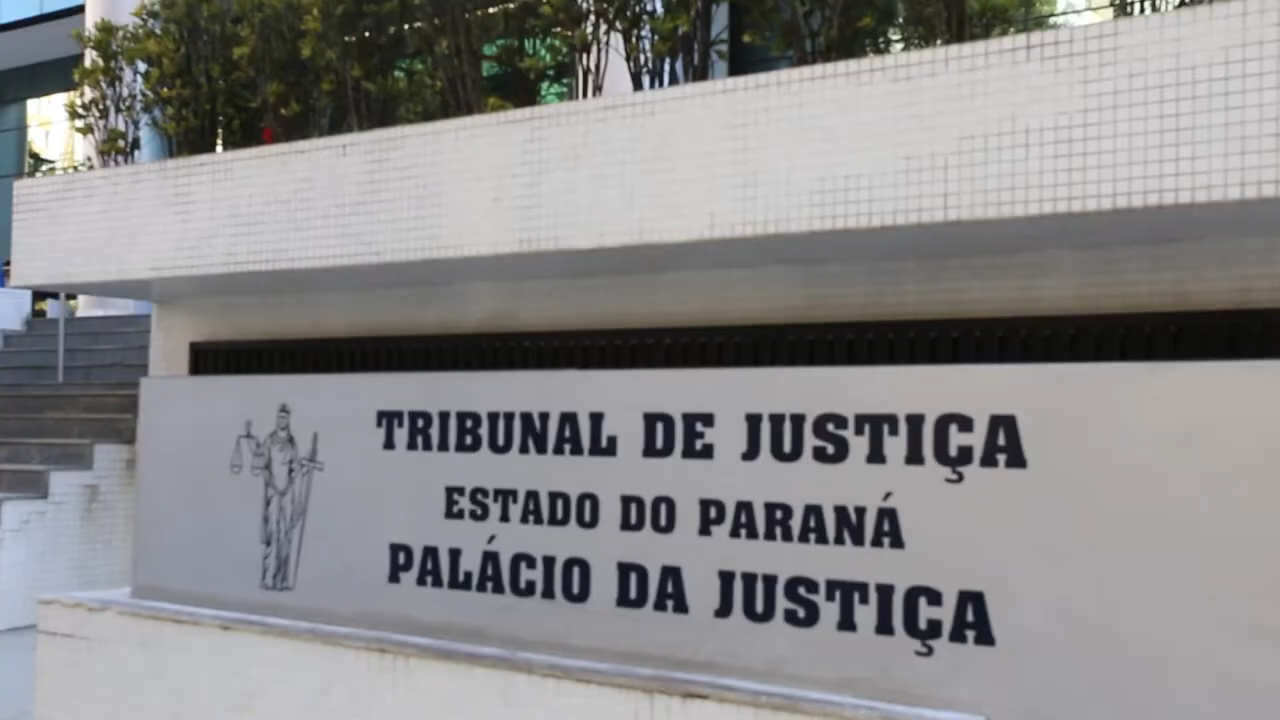 TRIBUNAL DE JUSTIÇA
ESTADO DO PARANÁ
PALÁCIO DA JUSTIÇA